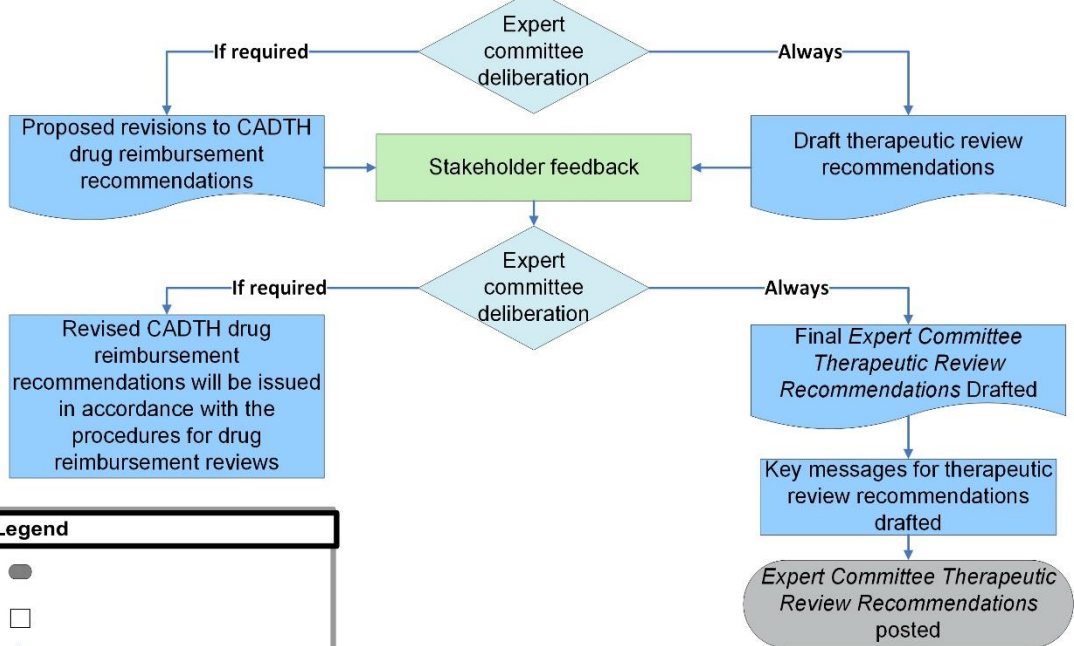 Expert
committee
deliberation
If required
Always
Proposed revisions to CADTH
drug reimbursement
recommendations
Stakeholder feedback
Draft therapeutic review
recommendations
Expert
committee
deliberation
If required
Always
Revised CADTH drug
reimbursement
recommendations will be issued
in accordance with the
procedures for drug
reimbursement reviews
Final Expert Committee
Therapeutic Review
Recommendations Drafted
Key messages for therapeutic
review recommendations
drafted
Expert Committee Therapeutic
Review Recommendations
posted
Legend